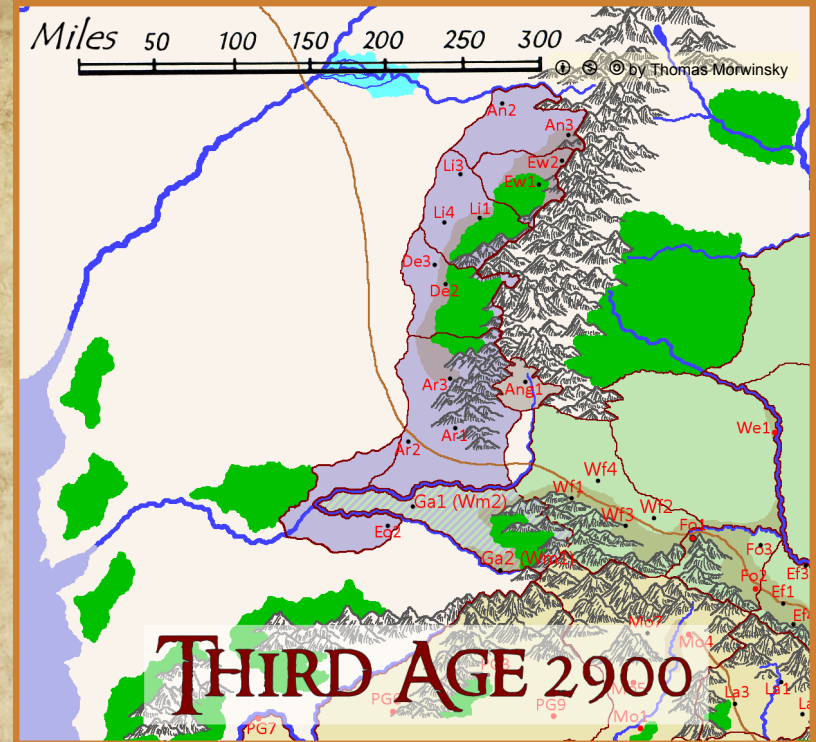 Miles 50 100 150 200 250 300
by Thomas Morwinsky
An2
An3
Li3
Ew2
Ew1
Li4
Li1
De3
De2
Ar3
Ang1
Ar2
Ar1
We1
Wf4
Wf1
Ga1 (Wm2)
Wf2
Wf3
Fo1
Eo2
Fo3
Ga2
Ef3
Fo2
Ef1
Mo7
Mo4
THIRD AGE 2900
PG9
La3
La1
Mo1
PG7